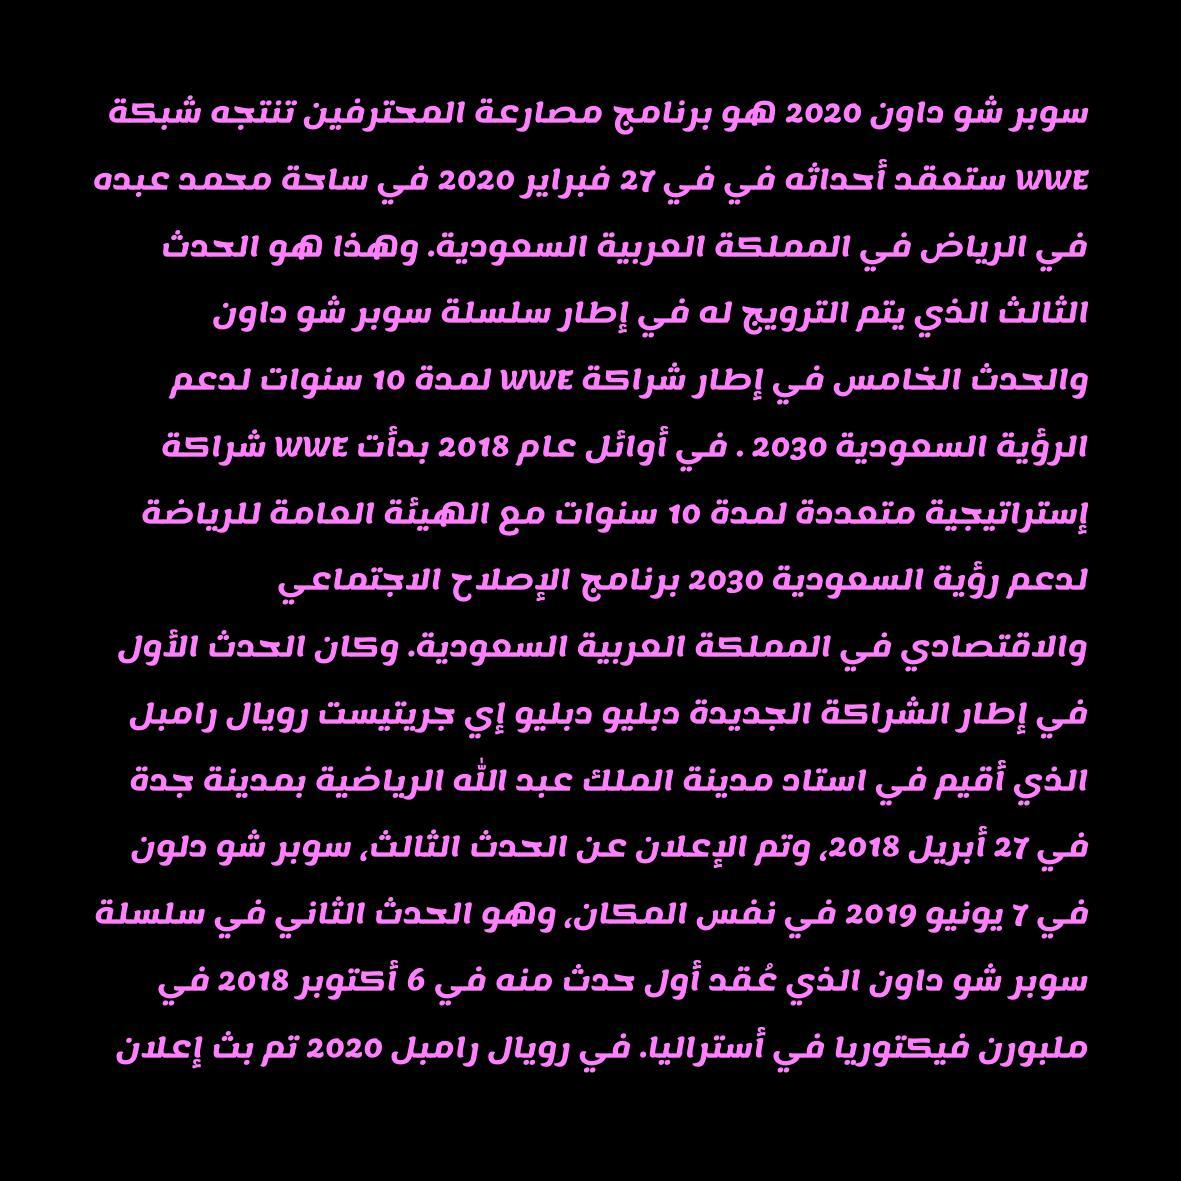 سوبر شو داون 2020 هو برنامج مصارعة المحترفين تنتجه شبكة
WWE ستعقد أحداثه في في 27 فبراير 2020 في ساحة محمد عبده
في الرياض في المملكة العربية السعودية. وهذا هو الحدث
الثالث الذي يتم الترويج له في إطار سلسلة سوبر شو داون
والحدث الخامس في إطار شراكة WWE لمدة 10 سنوات لدعم
الرؤية السعودية 2030 . في أوائل عام 2018 بدأت WWE شراكة
إستراتيجية متعددة لمدة 10 سنوات مع الهيئة العامة للرياضة
لدعم رؤية السعودية 2030 برنامج الإصلاح الاجتماعي
والاقتصادي في المملكة العربية السعودية. وكان الحدث الأول
في إطار الشراكة الجديدة دبليو دبليو إي جريتيست رويال رامبل
الذي أقيم في استاد مدينة الملك عبد الله الرياضية بمدينة جدة
في 27 أبريل 2018، وتم الإعلان عن الحدث الثالث، سوبر شو دلون
في 7 يونيو 2019 في نفس المكان، وهو الحدث الثاني في سلسلة
سوبر شو داون الذي عُقد أول حدث منه في 6 أكتوبر 2018 في
ملبورن فيكتوريا في أستراليا. في رويال رامبل 2020 تم بث إعلان